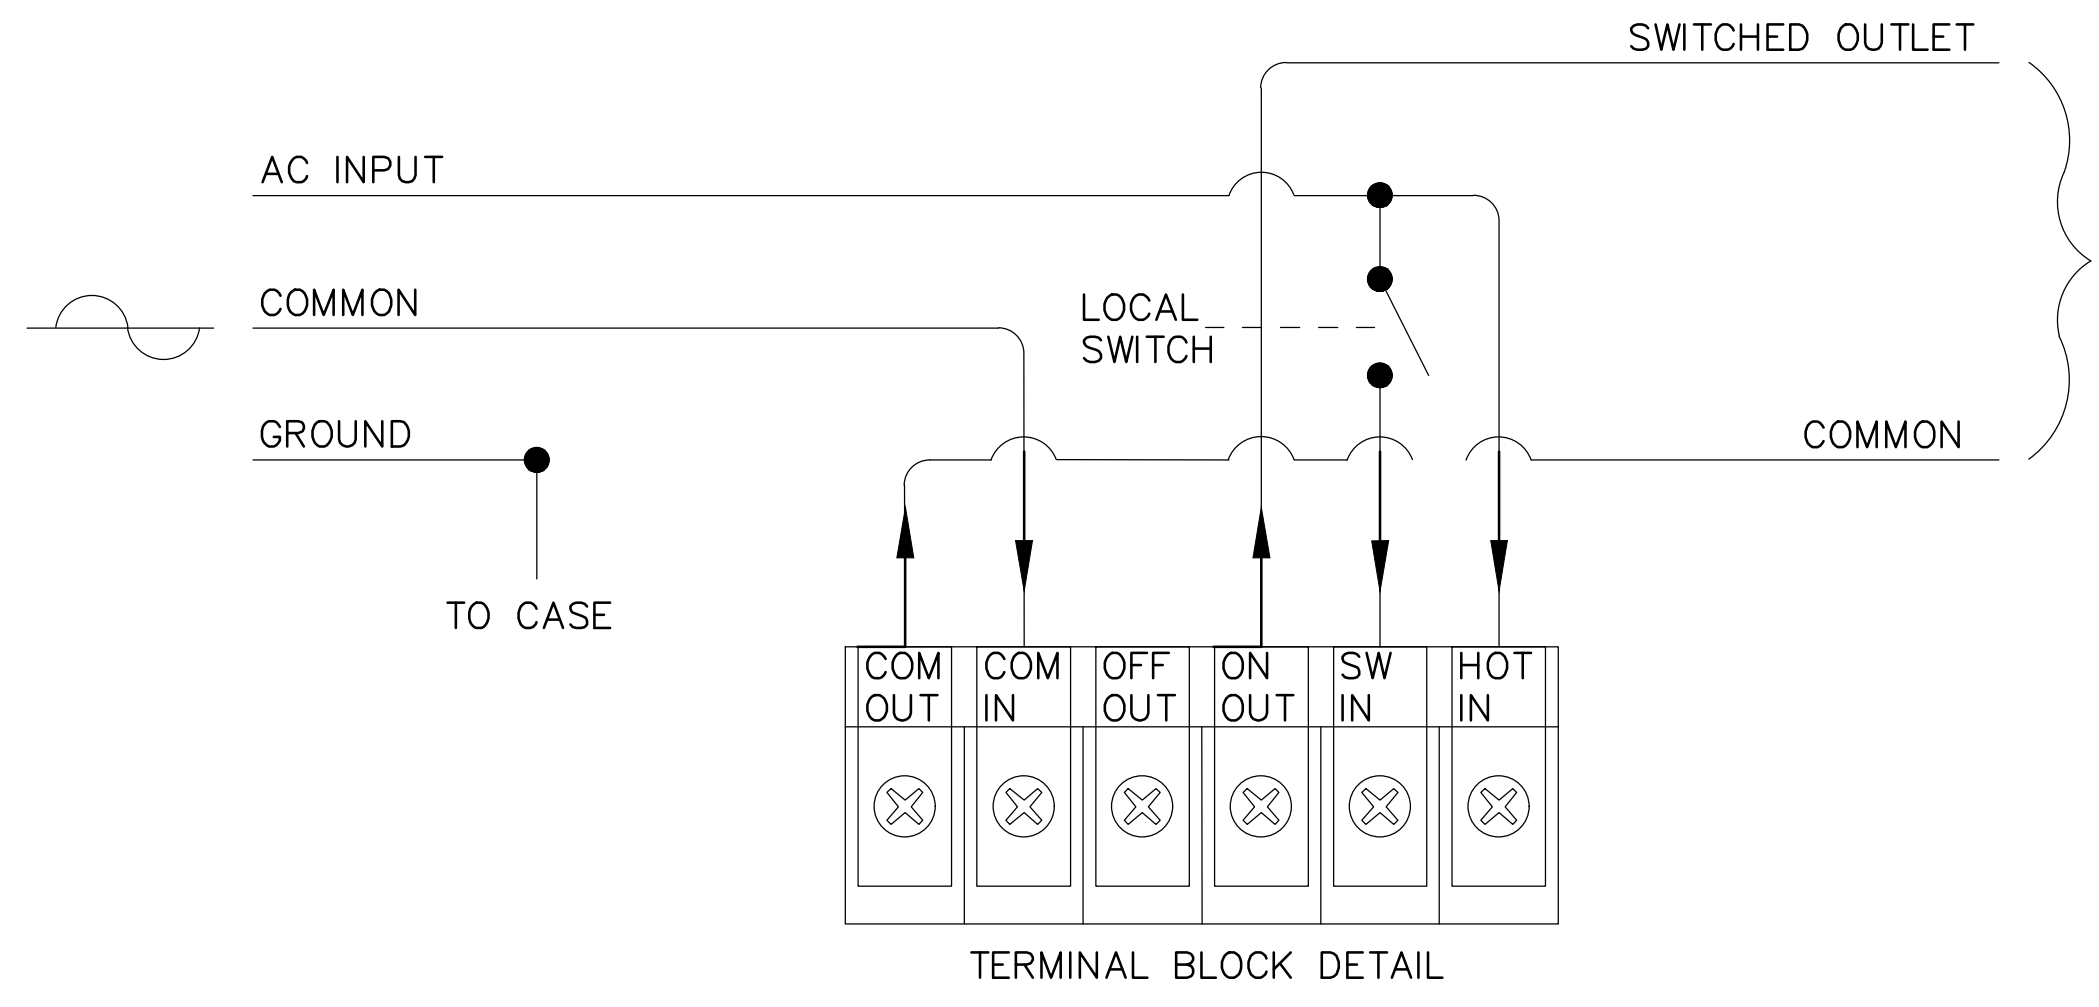 SWITCHED OUTLET
AC INPUT
COMMON
LOCAL
SWITCH
GROUND
COMMON
TO CASE
COM
OUT
COM
IN
OFF
OUT
ON
OUT
SW
IN
HOT
IN
TERMINAL BLOCK DETAIL